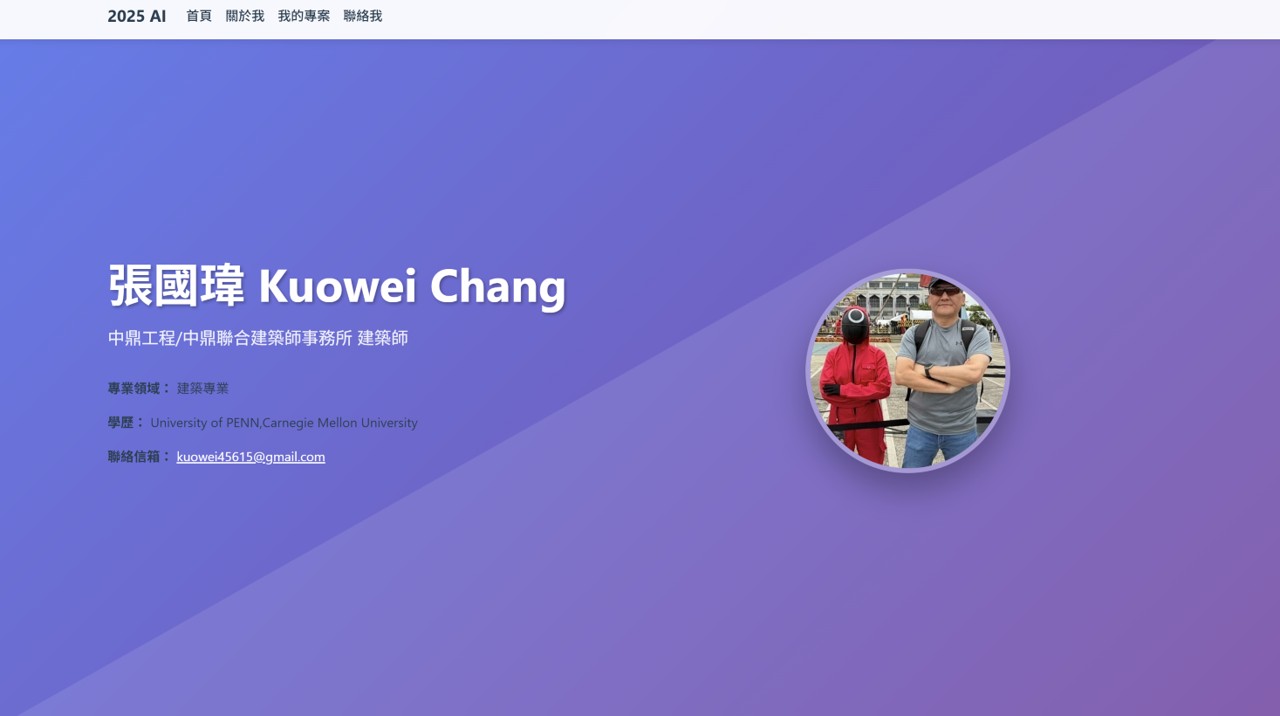 2025 AI 首頁 關於我 我的專案 聯絡我
張國瑋 Kuowei Chang
中鼎工程/中鼎聯合建築師事務所 建築師
專業領域： 建築專業
學歷： University of PENN,Carnegie Mellon University
聯絡信箱： kuowei45615@gmail.com